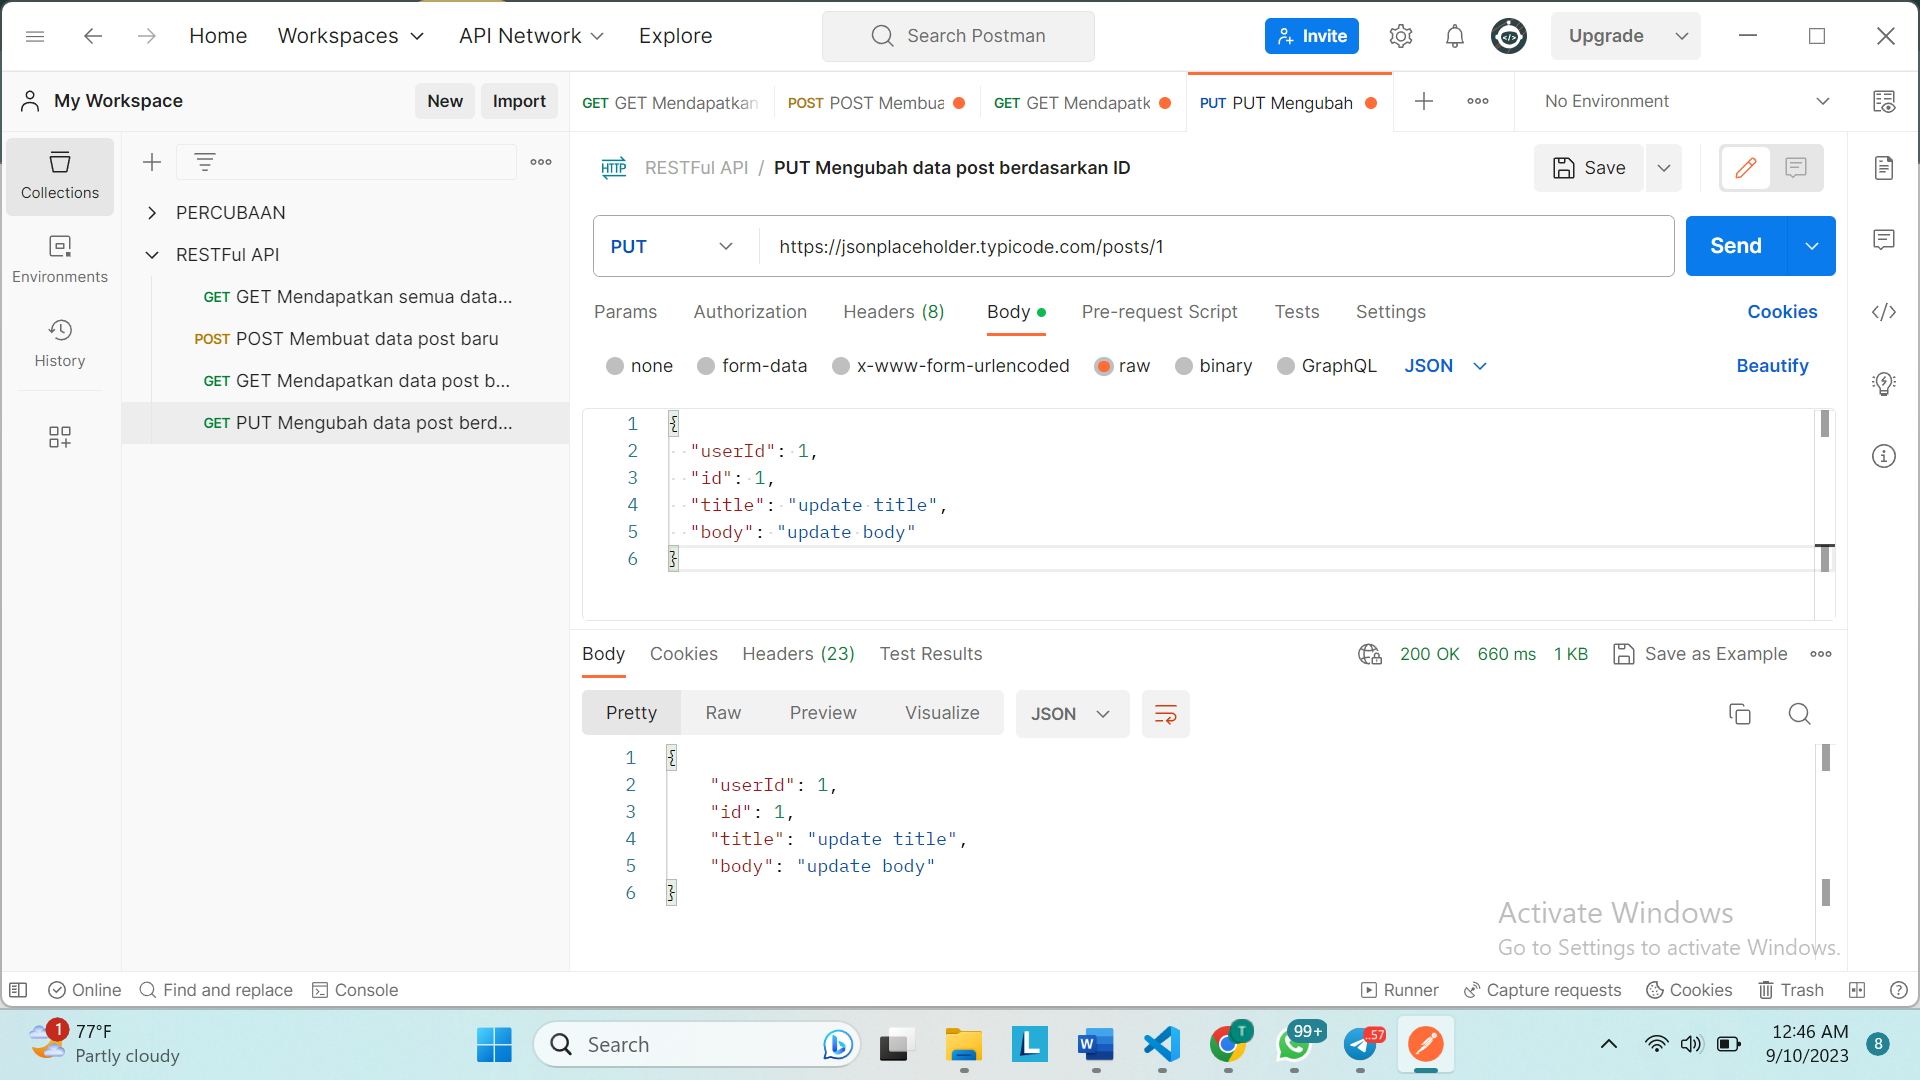 Home Workspaces API Network Explore Search Postman Invite Upgrade
My Workspace New Import
GET GET Mendapatkan POST POST Membua GET GET Mendapatk PUT PUT Mengubah No Environment
Collections
Environments
History
PERCUBAAN
RESTFul API
GET GET Mendapatkan semua data...
POST POST Membuat data post baru
GET GET Mendapatkan data post b...
GET PUT Mengubah data post berd...
HTTP RESTFul API / PUT Mengubah data post berdasarkan ID Save
PUT https://jsonplaceholder.typicode.com/posts/1 Send
Params Authorization Headers (8) Body Pre-request Script Tests Settings Cookies
none form-data x-www-form-urlencoded raw binary GraphQL JSON Beautify
1 {
2 "userId": 1,
3 "id": 1,
4 "title": "update title",
5 "body": "update body"
6 }
Body Cookies Headers (23) Test Results 200 OK 660 ms 1 KB Save as Example
Pretty Raw Preview Visualize JSON
1 {
2 "userId": 1,
3 "id": 1,
4 "title": "update title",
5 "body": "update body"
6 }
Activate Windows
Go to Settings to activate Windows.
Online Find and replace Console Runner Capture requests Cookies Trash
1 77°F
Partly cloudy
Search
L
W
T
99+
..57
12:46 AM
9/10/2023
8